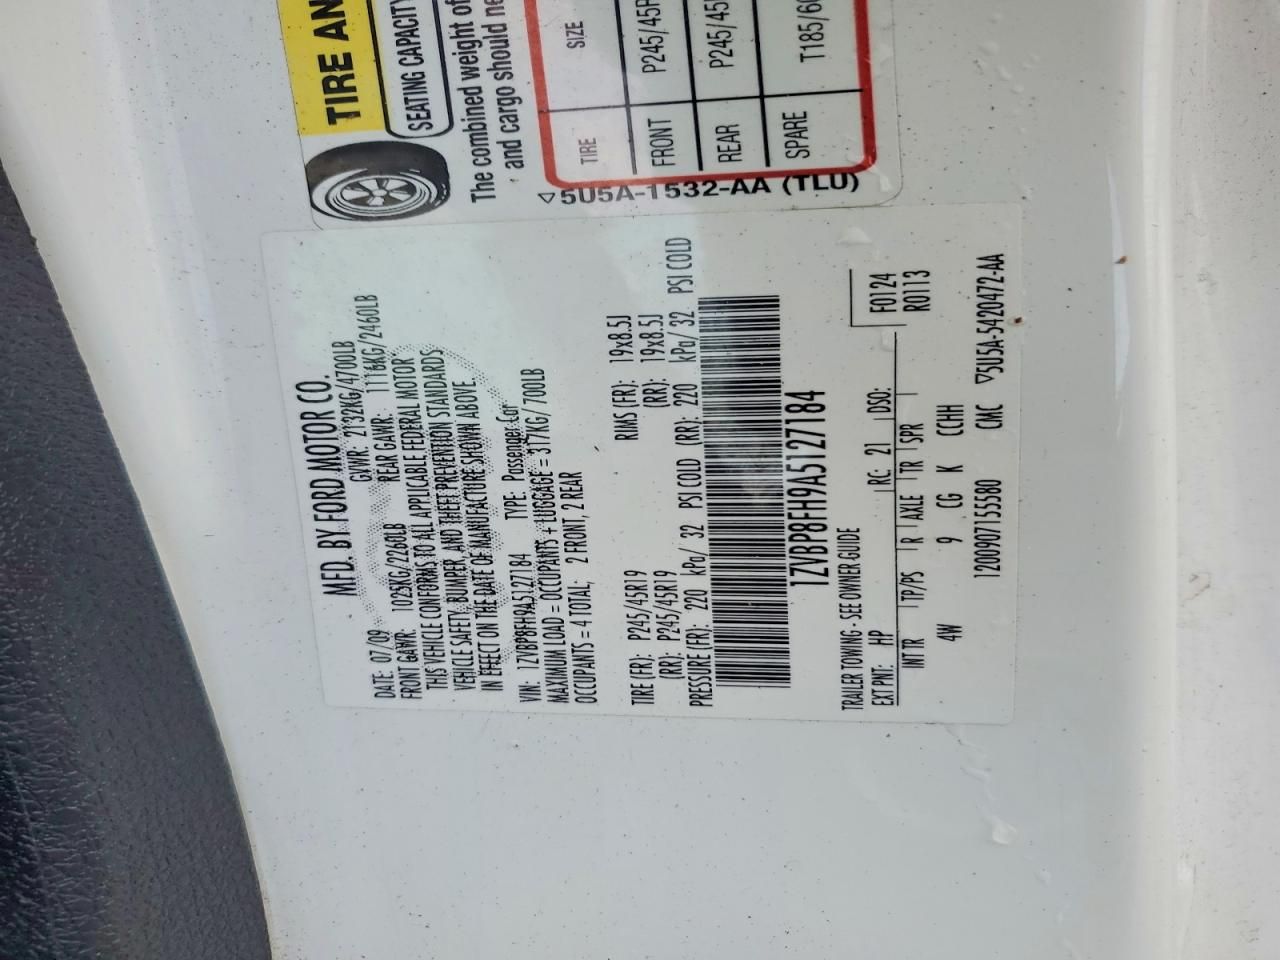 TIRE AN
SEATING CAPACITY
The combined weight of
and cargo should ne
TIRE SIZE
FRONT P245/45R
REAR P245/45
SPARE T185/60
5U5A-1532-AA (TLU)
MFD. BY FORD MOTOR CO.
DATE: 07/09 GVWR: 2132KG/4700LB
FRONT GAWR: 1025KG/2260LB REAR GAWR: 1116KG/2460LB
THIS VEHICLE CONFORMS TO ALL APPLICABLE FEDERAL MOTOR
VEHICLE SAFETY, BUMPER, AND THEFT PREVENTION STANDARDS
IN EFFECT ON THE DATE OF MANUFACTURE SHOWN ABOVE.
VIN: 1ZVBP8FH9A5127184 TYPE: Passenger Car
MAXIMUM LOAD = OCCUPANTS + LUGGAGE = 317KG/700LB
OCCUPANTS = 4 TOTAL, 2 FRONT, 2 REAR
TIRE (FR): P245/45R19 RIMS (FR): 19x8.5J
(RR): P245/45R19 (RR): 19x8.5J
PRESSURE (FR): 220 kPa/ 32 PSI COLD (RR): 220 kPa/ 32 PSI COLD
1ZVBP8FH9A5127184
TRAILER TOWING - SEE OWNER GUIDE
EXT PNT: HP RC: 21 DSO: F0124
R0113
INT TR TP/PS R AXLE TR SPR
4W 9 CG K CCHH
120090715580 CMC ▽5U5A-5420472-AA